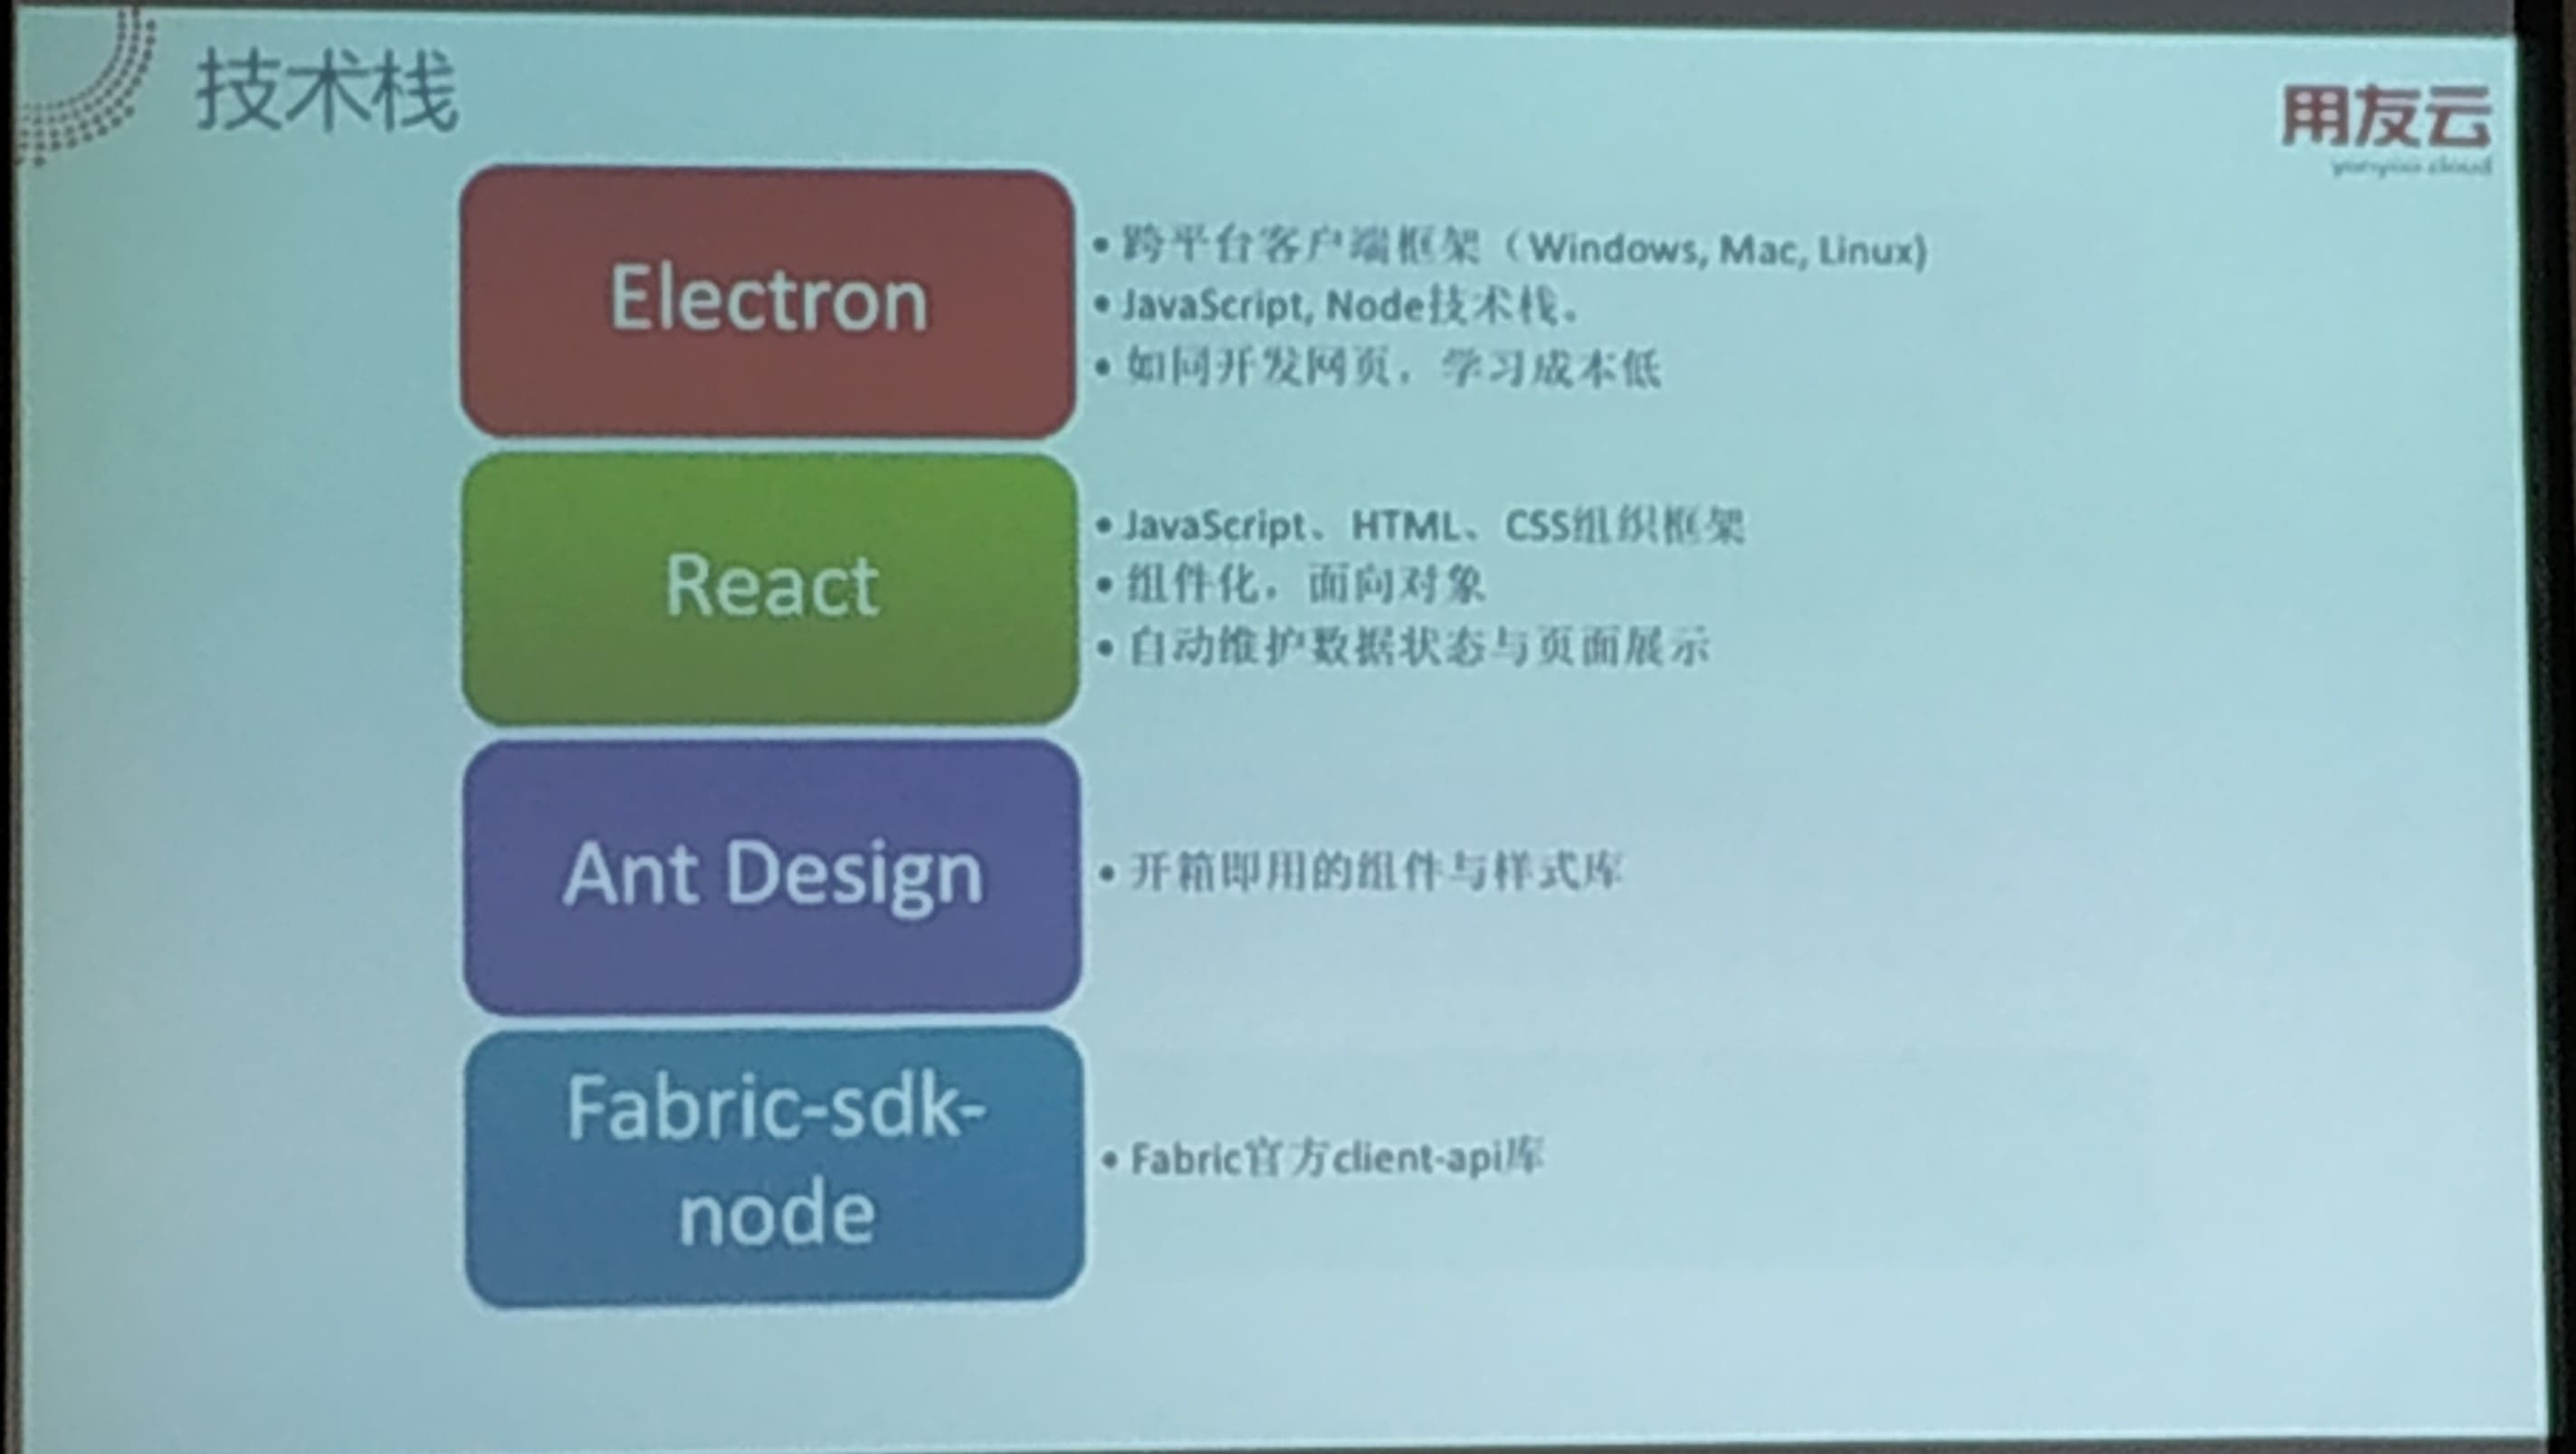 技术栈
用友云
yonyou cloud
Electron
• 跨平台客户端框架（Windows, Mac, Linux)
• JavaScript, Node技术栈。
• 如同开发网页，学习成本低
React
• JavaScript、HTML、CSS组织框架
• 组件化，面向对象
• 自动维护数据状态与页面展示
Ant Design
• 开箱即用的组件与样式库
Fabric-sdk-
node
• Fabric官方client-api库